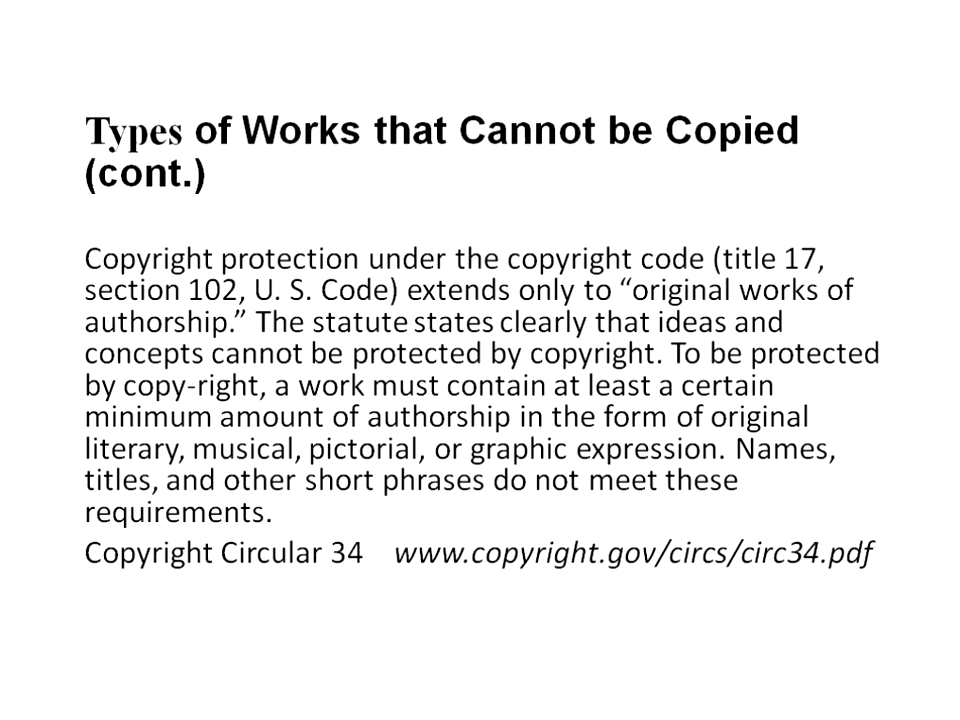 Types of Works that Cannot be Copied
(cont.)
Copyright protection under the copyright code (title 17,
section 102, U. S. Code) extends only to “original works of
authorship.” The statute states clearly that ideas and
concepts cannot be protected by copyright. To be protected
by copy-right, a work must contain at least a certain
minimum amount of authorship in the form of original
literary, musical, pictorial, or graphic expression. Names,
titles, and other short phrases do not meet these
requirements.
Copyright Circular 34 www.copyright.gov/circs/circ34.pdf